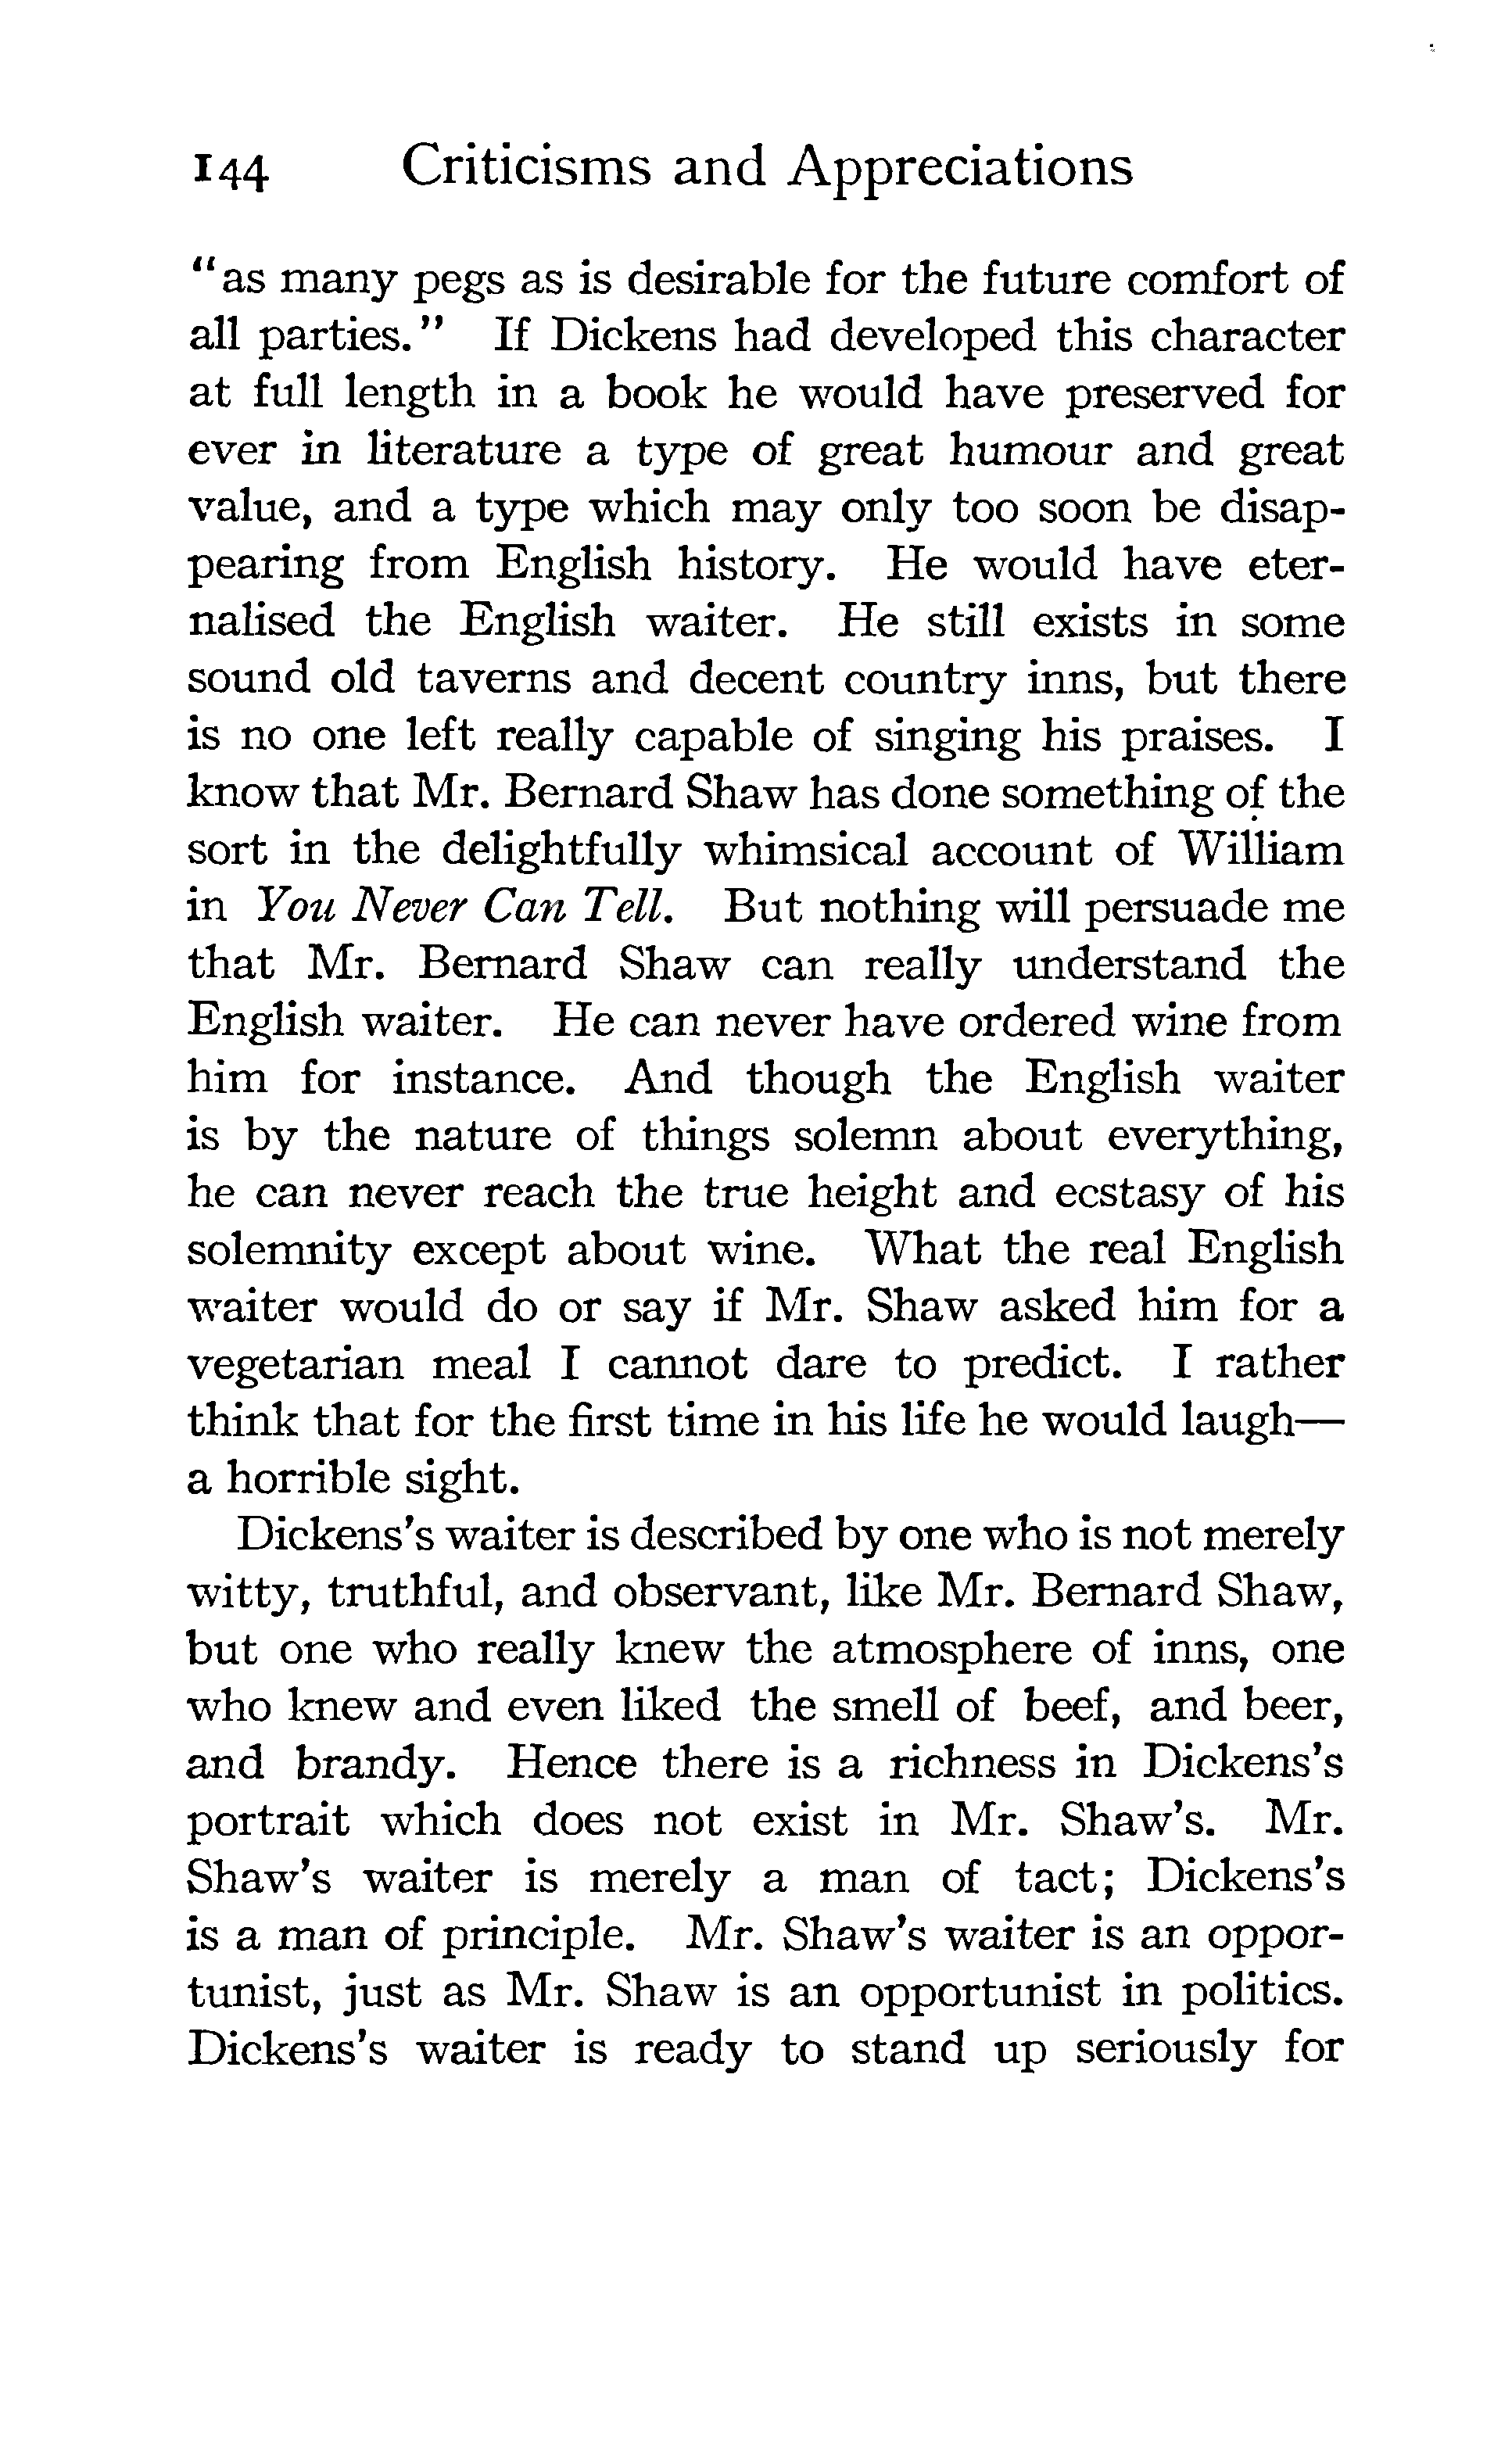 144 Criticisms and Appreciations
"as many pegs as is desirable for the future comfort of
all parties." If Dickens had developed this character
at full length in a book he would have preserved for
ever in literature a type of great humour and great
value, and a type which may only too soon be disap-
pearing from English history. He would have eter-
nalised the English waiter. He still exists in some
sound old taverns and decent country inns, but there
is no one left really capable of singing his praises. I
know that Mr. Bernard Shaw has done something of the
sort in the delightfully whimsical account of William
in You Never Can Tell. But nothing will persuade me
that Mr. Bernard Shaw can really understand the
English waiter. He can never have ordered wine from
him for instance. And though the English waiter
is by the nature of things solemn about everything,
he can never reach the true height and ecstasy of his
solemnity except about wine. What the real English
waiter would do or say if Mr. Shaw asked him for a
vegetarian meal I cannot dare to predict. I rather
think that for the first time in his life he would laugh—
a horrible sight.
Dickens's waiter is described by one who is not merely
witty, truthful, and observant, like Mr. Bernard Shaw,
but one who really knew the atmosphere of inns, one
who knew and even liked the smell of beef, and beer,
and brandy. Hence there is a richness in Dickens's
portrait which does not exist in Mr. Shaw's. Mr.
Shaw's waiter is merely a man of tact; Dickens's
is a man of principle. Mr. Shaw's waiter is an oppor-
tunist, just as Mr. Shaw is an opportunist in politics.
Dickens's waiter is ready to stand up seriously for